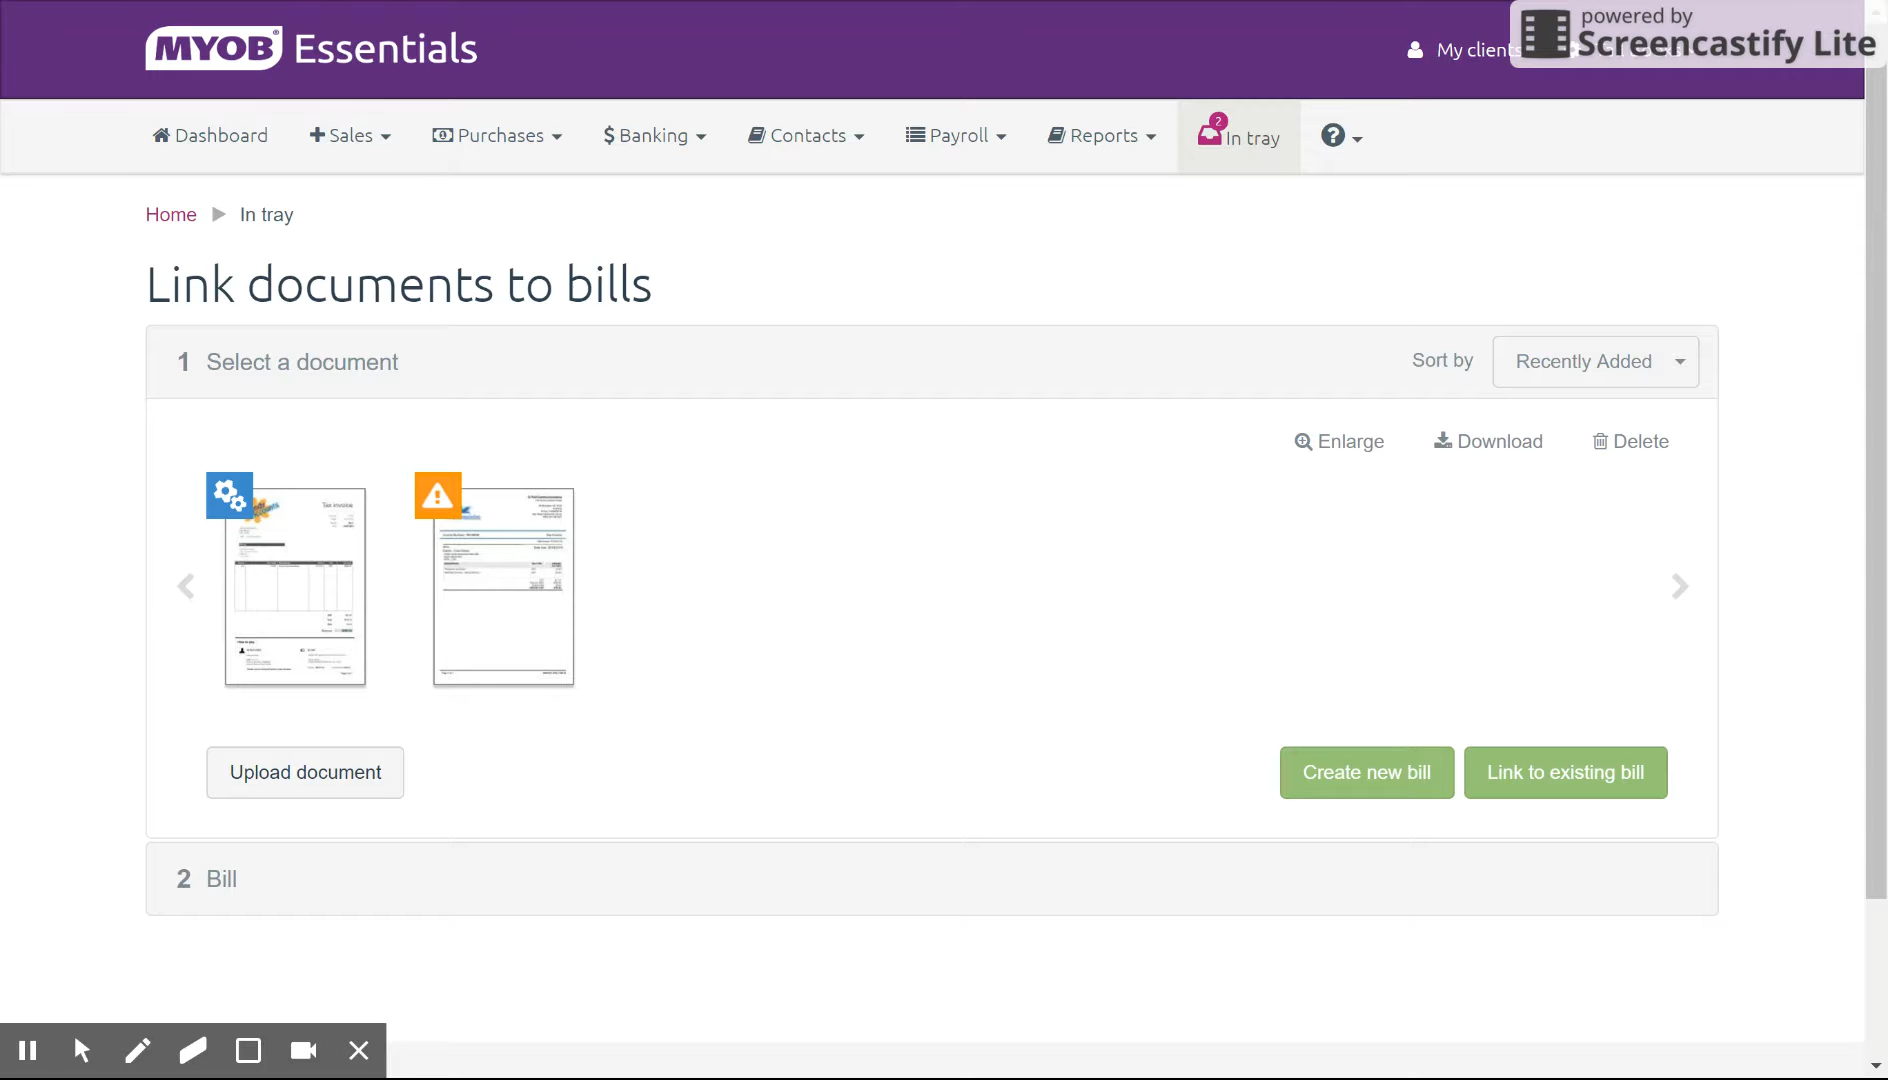 MYOB Essentials
My clients
powered by
Screencastify Lite
Dashboard
Sales
Purchases
Banking
Contacts
Payroll
Reports
2
In tray
Home
In tray
Link documents to bills
1 Select a document
Sort by
Recently Added
Enlarge
Download
Delete
Tax Invoice
Upload document
Create new bill
Link to existing bill
2 Bill